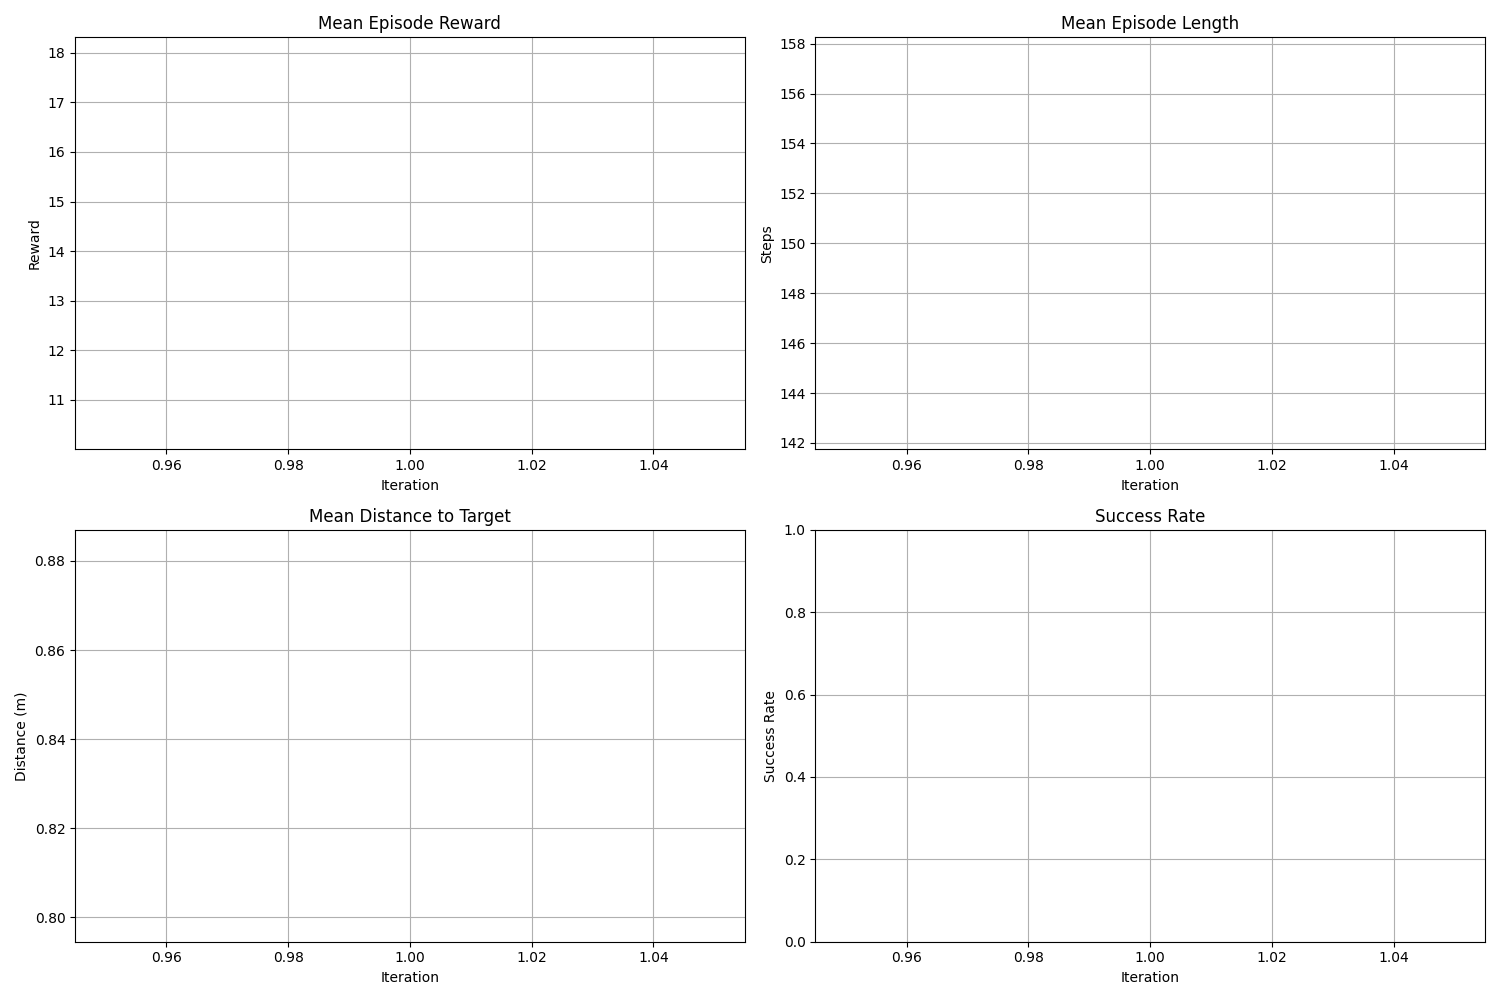 Mean Episode Reward
18
17
16
15
14
13
12
11
Reward
0.96 0.98 1.00 1.02 1.04
Iteration
Mean Episode Length
158
156
154
152
150
148
146
144
142
Steps
0.96 0.98 1.00 1.02 1.04
Iteration
Mean Distance to Target
0.88
0.86
0.84
0.82
0.80
Distance (m)
0.96 0.98 1.00 1.02 1.04
Iteration
Success Rate
1.0
0.8
0.6
0.4
0.2
0.0
Success Rate
0.96 0.98 1.00 1.02 1.04
Iteration